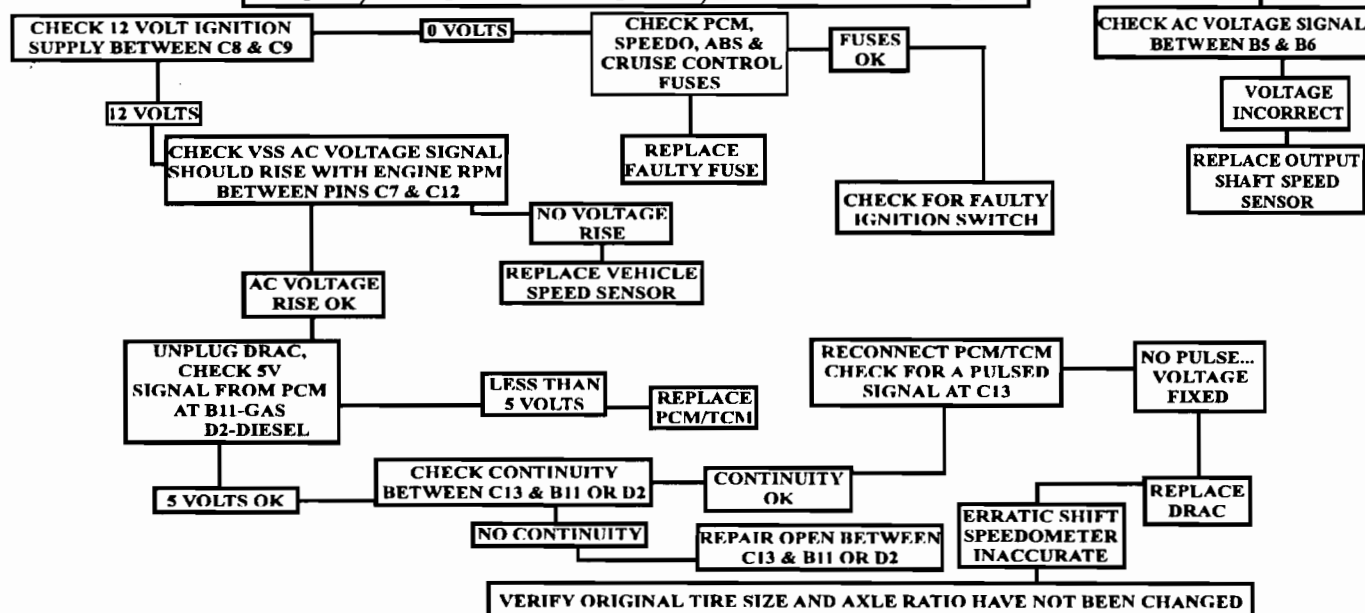 CHECK 12 VOLT IGNITION
SUPPLY BETWEEN C8 & C9
0 VOLTS
CHECK PCM,
SPEEDO, ABS &
CRUISE CONTROL
FUSES
FUSES
OK
CHECK AC VOLTAGE SIGNAL
BETWEEN B5 & B6
12 VOLTS
VOLTAGE
INCORRECT
CHECK VSS AC VOLTAGE SIGNAL
SHOULD RISE WITH ENGINE RPM
BETWEEN PINS C7 & C12
REPLACE
FAULTY FUSE
REPLACE OUTPUT
SHAFT SPEED
SENSOR
CHECK FOR FAULTY
IGNITION SWITCH
NO VOLTAGE
RISE
REPLACE VEHICLE
SPEED SENSOR
AC VOLTAGE
RISE OK
UNPLUG DRAC,
CHECK 5V
SIGNAL FROM PCM
AT B11-GAS
D2-DIESEL
LESS THAN
5 VOLTS
REPLACE
PCM/TCM
RECONNECT PCM/TCM
CHECK FOR A PULSED
SIGNAL AT C13
NO PULSE...
VOLTAGE
FIXED
5 VOLTS OK
CHECK CONTINUITY
BETWEEN C13 & B11 OR D2
CONTINUITY
OK
REPLACE
DRAC
NO CONTINUITY
REPAIR OPEN BETWEEN
C13 & B11 OR D2
ERRATIC SHIFT
SPEEDOMETER
INACCURATE
VERIFY ORIGINAL TIRE SIZE AND AXLE RATIO HAVE NOT BEEN CHANGED